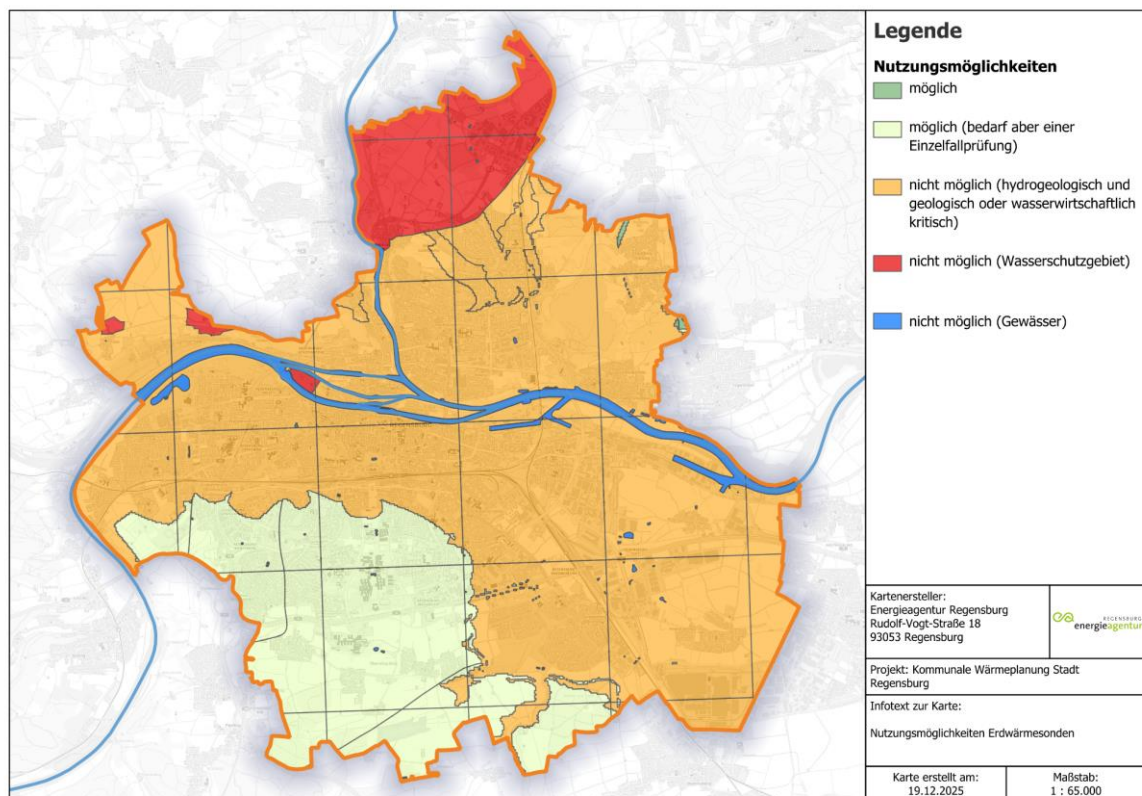 Legende
Nutzungsmöglichkeiten
möglich
möglich (bedarf aber einer
Einzelfallprüfung)
nicht möglich (hydrogeologisch und
geologisch oder wasserwirtschaftlich
kritisch)
nicht möglich (Wasserschutzgebiet)
nicht möglich (Gewässer)
Kartenersteller:
Energieagentur Regensburg
Rudolf-Vogt-Straße 18
93053 Regensburg
REGENSBURG
energieagentur
Projekt: Kommunale Wärmeplanung Stadt
Regensburg
Infotext zur Karte:
Nutzungsmöglichkeiten Erdwärmesonden
Karte erstellt am:
19.12.2025
Maßstab:
1 : 65.000